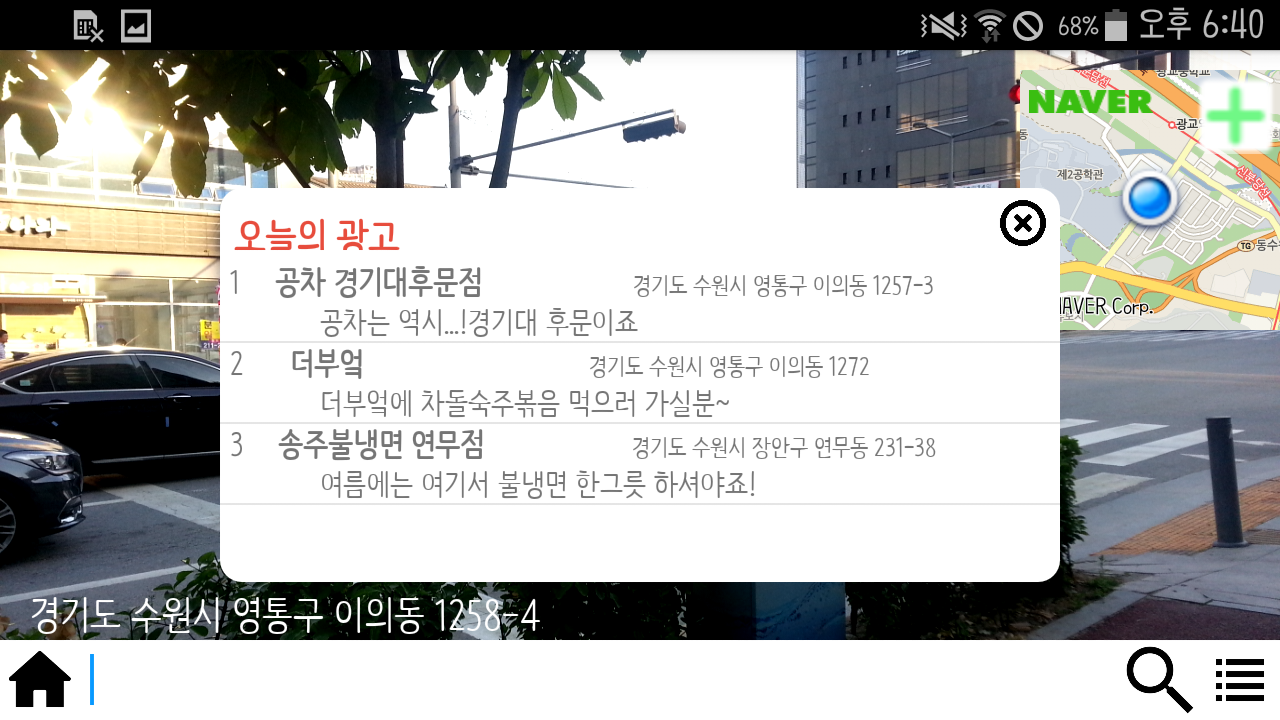 68% 오후 6:40
NAVER
광교
제2공학관
신분당선
TG 동수
NAVER Corp.
오늘의 광고
1 공차 경기대후문점 경기도 수원시 영통구 이의동 1257-3
공차는 역시...!경기대 후문이죠
2 더부엌 경기도 수원시 영통구 이의동 1272
더부엌에 차돌숙주볶음 먹으러 가실분~
3 송주불냉면 연무점 경기도 수원시 장안구 연무동 231-38
여름에는 여기서 불냉면 한그릇 하셔야죠!
경기도 수원시 영통구 이의동 1258-4